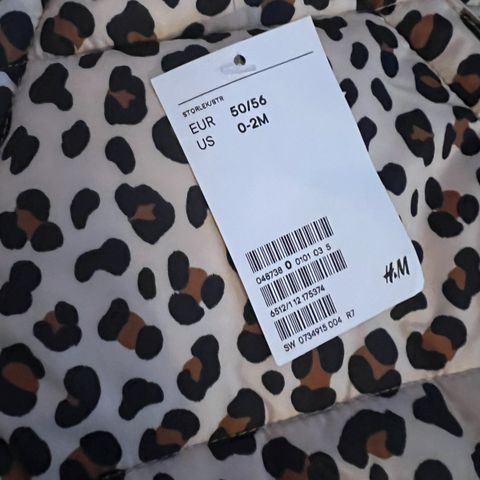 STORLEK/STR
EUR 50/56
US 0-2M
048738 0 0101 03 5
6512/1 12 175374
SW 0734915 004 R7
H&M